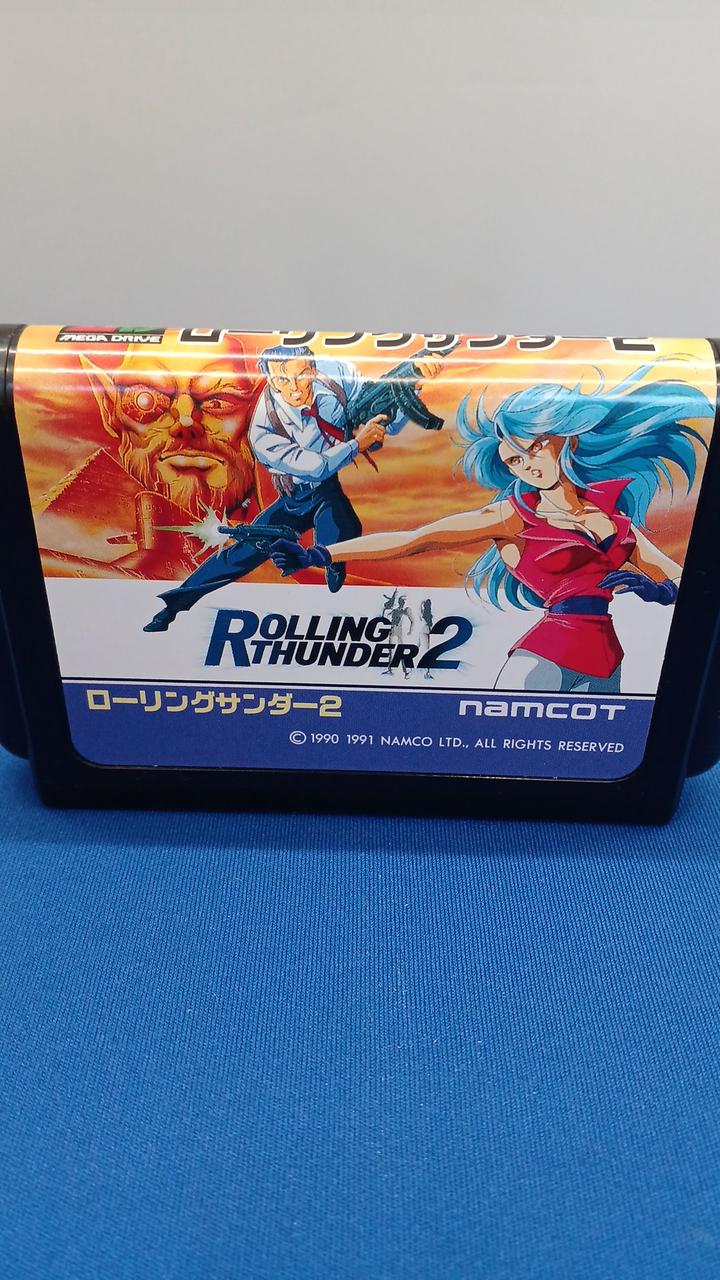 MEGA DRIVE
ローリングサンダー2
ROLLING
THUNDER 2
ローリングサンダー2
namcot
© 1990 1991 NAMCO LTD., ALL RIGHTS RESERVED